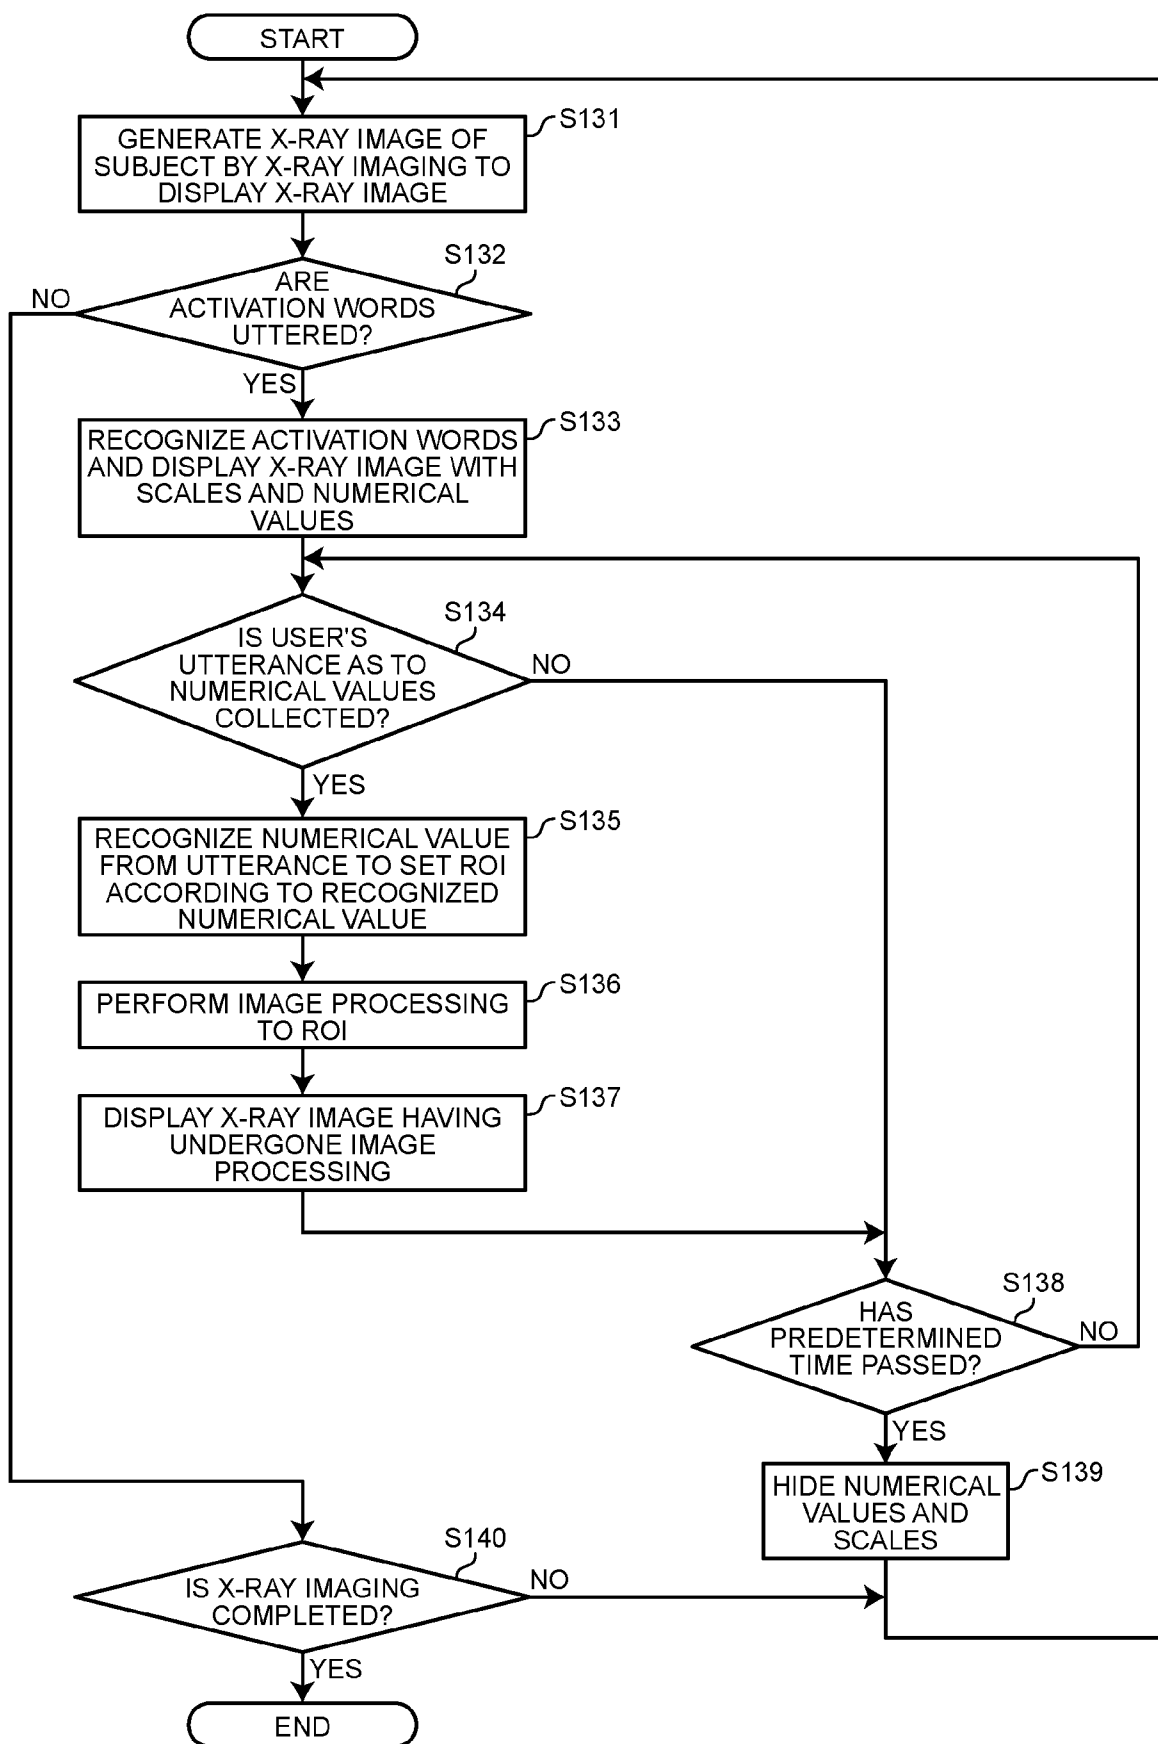 START
S131
GENERATE X-RAY IMAGE OF
SUBJECT BY X-RAY IMAGING TO
DISPLAY X-RAY IMAGE
S132
ARE
ACTIVATION WORDS
UTTERED?
NO
YES
S133
RECOGNIZE ACTIVATION WORDS
AND DISPLAY X-RAY IMAGE WITH
SCALES AND NUMERICAL
VALUES
S134
IS USER'S
UTTERANCE AS TO
NUMERICAL VALUES
COLLECTED?
NO
YES
S135
RECOGNIZE NUMERICAL VALUE
FROM UTTERANCE TO SET ROI
ACCORDING TO RECOGNIZED
NUMERICAL VALUE
S136
PERFORM IMAGE PROCESSING
TO ROI
S137
DISPLAY X-RAY IMAGE HAVING
UNDERGONE IMAGE
PROCESSING
S138
HAS
PREDETERMINED
TIME PASSED?
NO
YES
S139
HIDE NUMERICAL
VALUES AND
SCALES
S140
IS X-RAY IMAGING
COMPLETED?
NO
YES
END